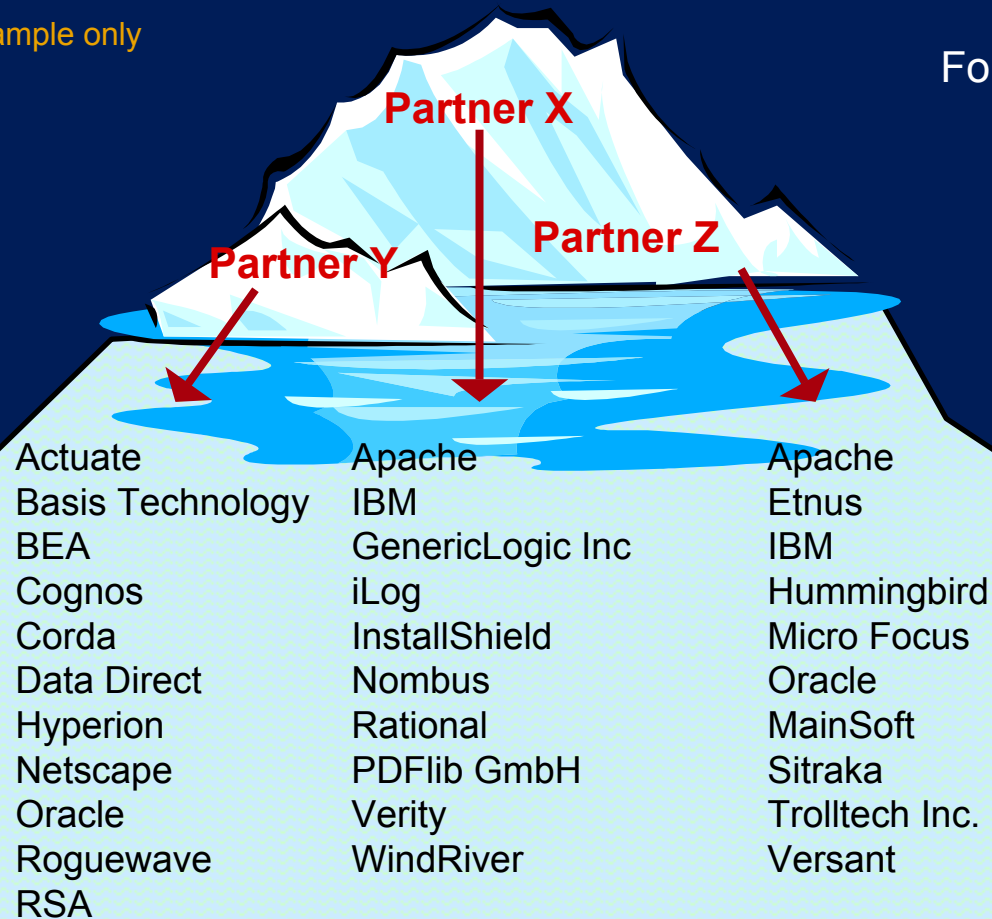 ample only
Fo
Partner X
Partner Z
Partner Y
Actuate
Basis Technology
BEA
Cognos
Corda
Data Direct
Hyperion
Netscape
Oracle
Roguewave
RSA
Apache
IBM
GenericLogic Inc
iLog
InstallShield
Nombus
Rational
PDFlib GmbH
Verity
WindRiver
Apache
Etnus
IBM
Hummingbird
Micro Focus
Oracle
MainSoft
Sitraka
Trolltech Inc.
Versant